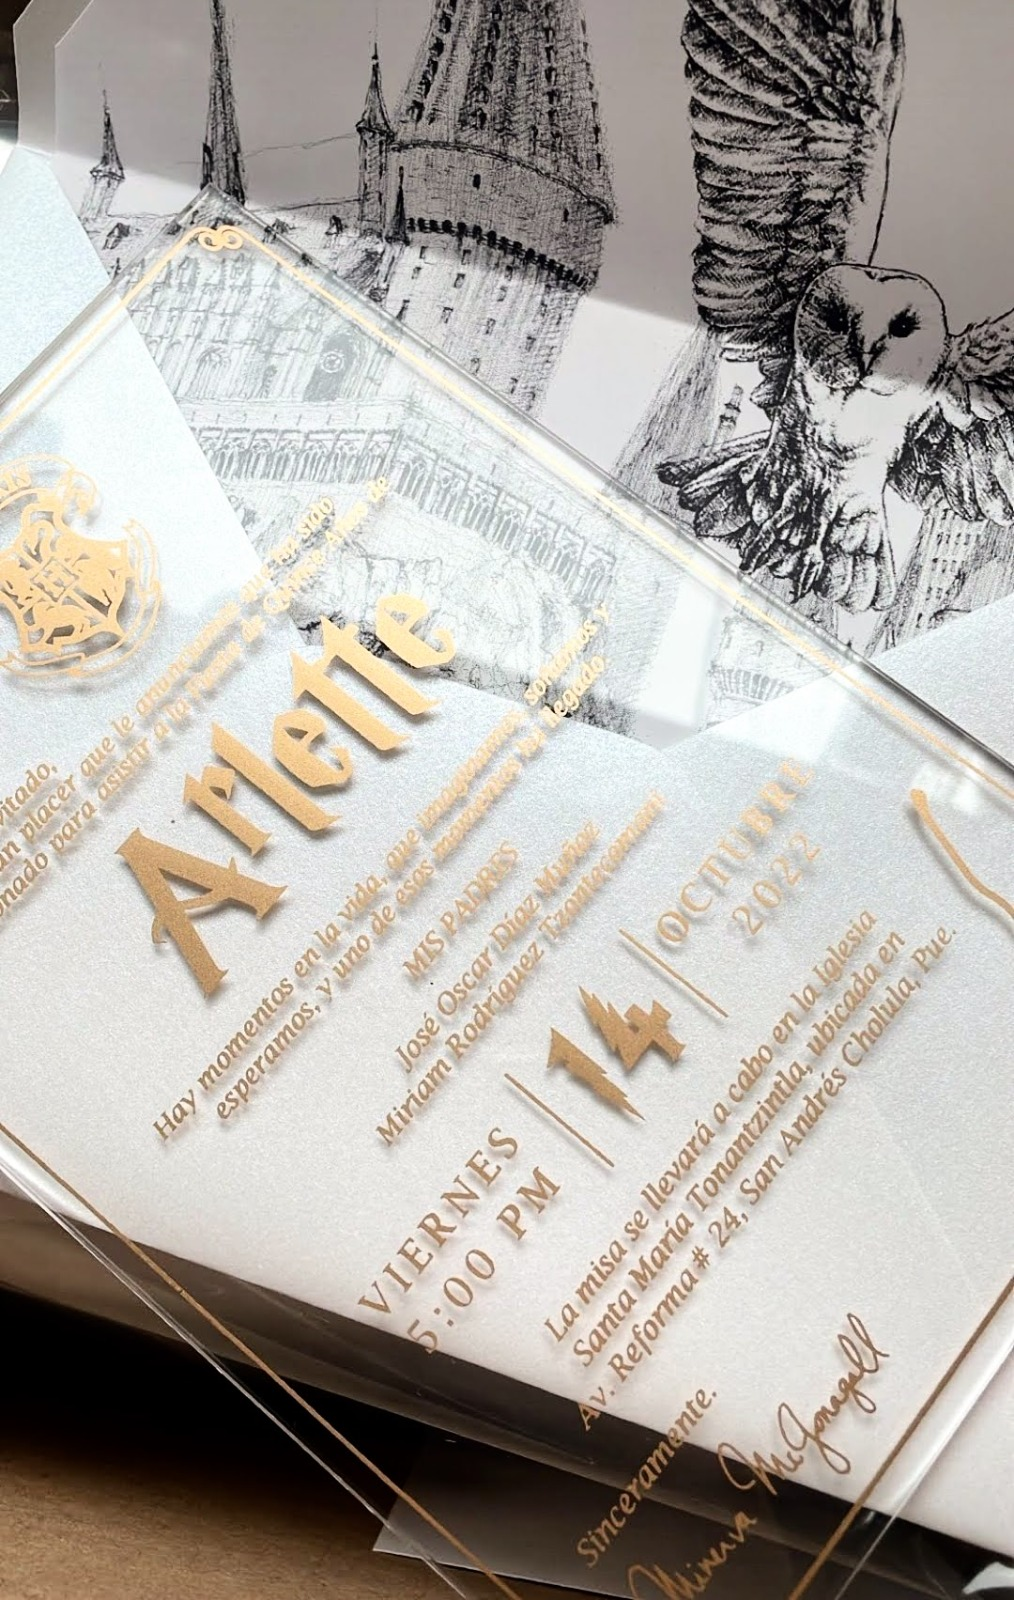 placer que le anunciamos que ha sido
para asistir a la Fiesta de Quince Años de
Arlette
Hay momentos en la vida, que imaginamos, soñamos y
esperamos, y uno de esos momentos ha llegado
MIS PADRES
José Oscar Díaz Muñoz
Miriam Rodríguez Tzontecomani
VIERNES
5:00 PM
14
OCTUBRE
2022
La misa se llevará a cabo en la Iglesia
Santa María Tonantzintla, ubicada en
Av. Reforma # 24, San Andrés Cholula, Pue.
Sinceramente.
Minerva McGonagall